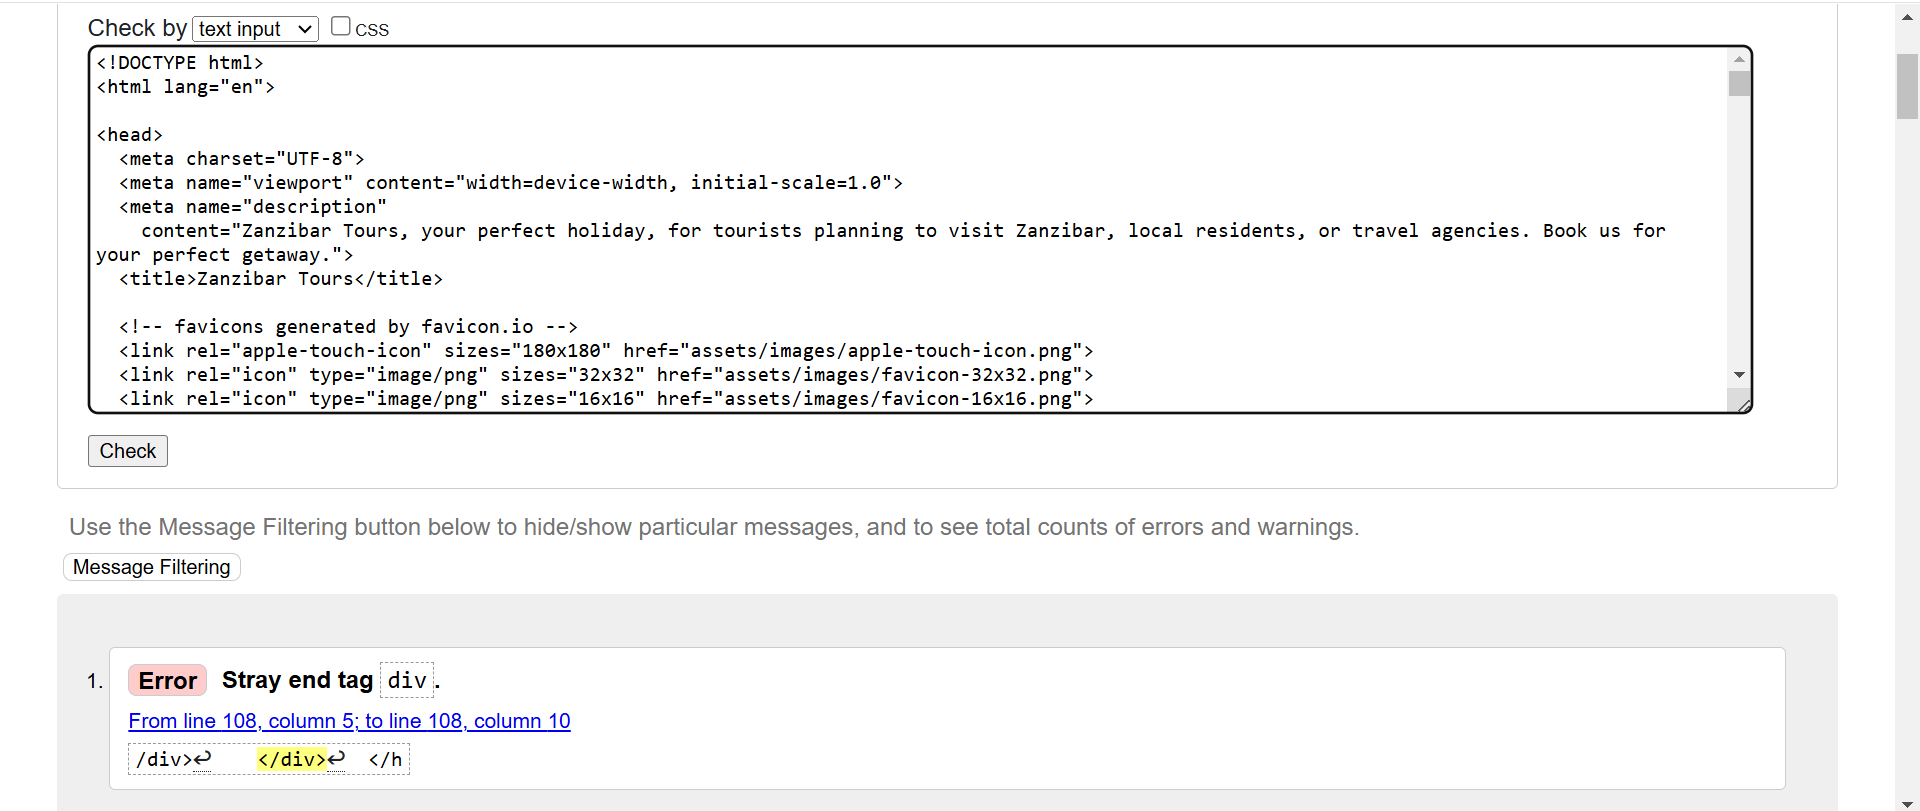 Check by text input CSS
<!DOCTYPE html>
<html lang="en">
<head>
<meta charset="UTF-8">
<meta name="viewport" content="width=device-width, initial-scale=1.0">
<meta name="description"
content="Zanzibar Tours, your perfect holiday, for tourists planning to visit Zanzibar, local residents, or travel agencies. Book us for
your perfect getaway.">
<title>Zanzibar Tours</title>
<!-- favicons generated by favicon.io -->
<link rel="apple-touch-icon" sizes="180x180" href="assets/images/apple-touch-icon.png">
<link rel="icon" type="image/png" sizes="32x32" href="assets/images/favicon-32x32.png">
<link rel="icon" type="image/png" sizes="16x16" href="assets/images/favicon-16x16.png">
Check
Use the Message Filtering button below to hide/show particular messages, and to see total counts of errors and warnings.
Message Filtering
1. Error Stray end tag div.
From line 108, column 5; to line 108, column 10
/div>↩ </div>↩ </h